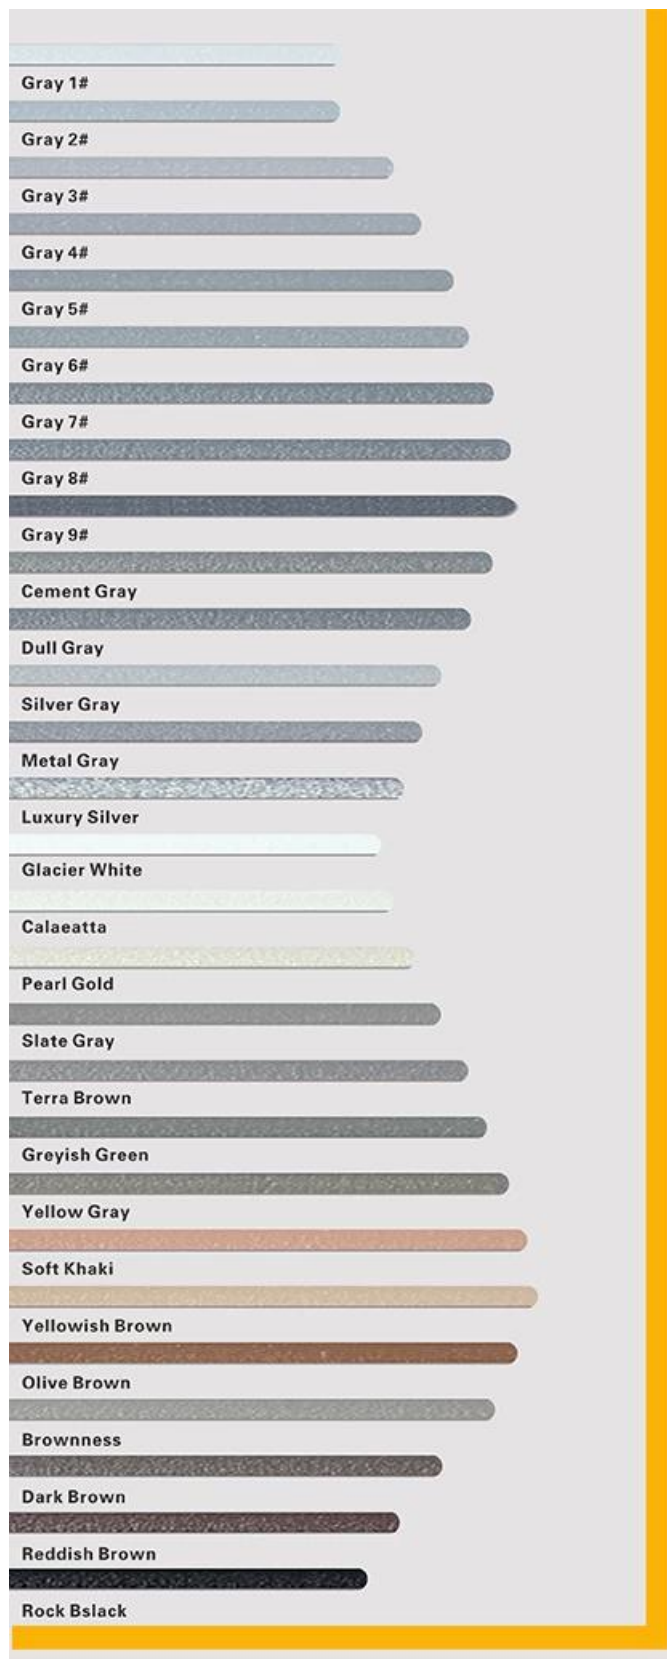 Gray 1#
Gray 2#
Gray 3#
Gray 4#
Gray 5#
Gray 6#
Gray 7#
Gray 8#
Gray 9#
Cement Gray
Dull Gray
Silver Gray
Metal Gray
Luxury Silver
Glacier White
Calaeatta
Pearl Gold
Slate Gray
Terra Brown
Greyish Green
Yellow Gray
Soft Khaki
Yellowish Brown
Olive Brown
Brownness
Dark Brown
Reddish Brown
Rock Bslack